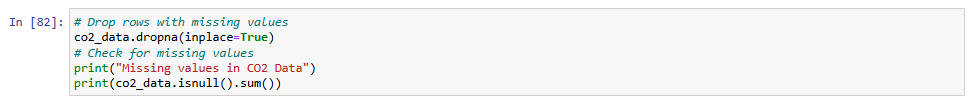 In [82]: # Drop rows with missing values
co2_data.dropna(inplace=True)
# Check for missing values
print("Missing values in CO2 Data")
print(co2_data.isnull().sum())